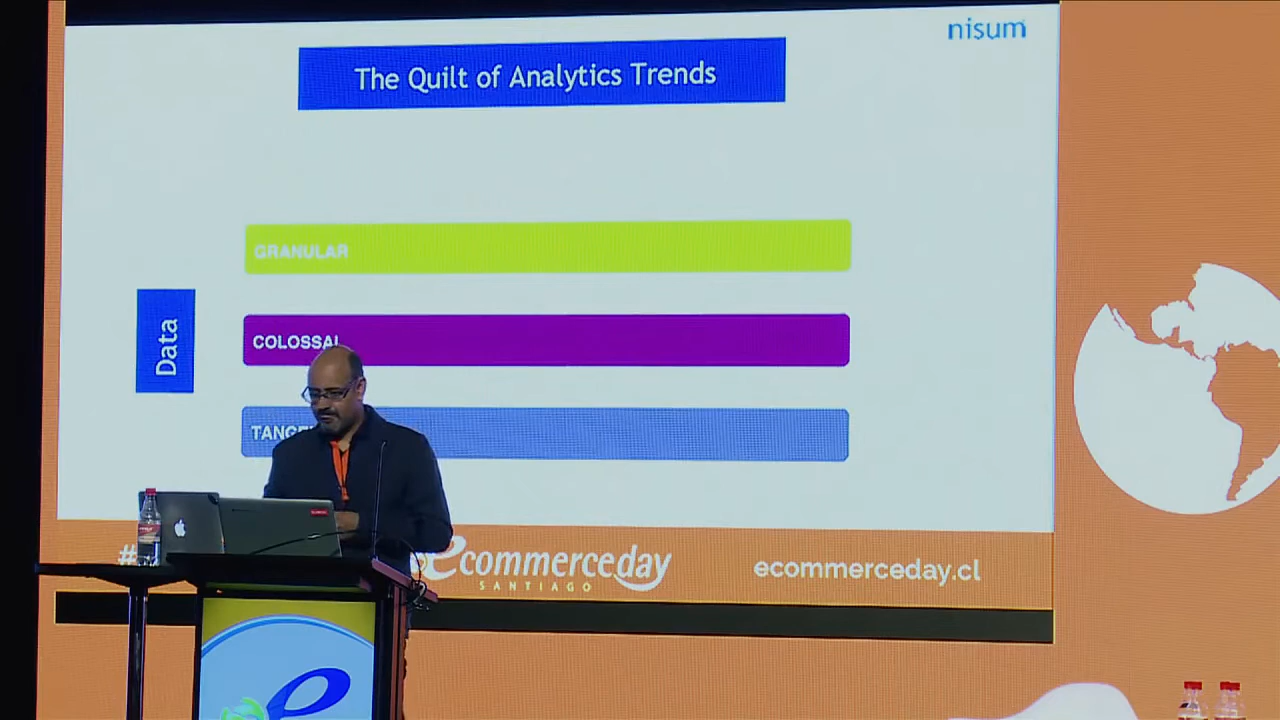 nisum
The Quilt of Analytics Trends
GRANULAR
Data
COLOSSAL
#
ecommerceday
SANTIAGO
ecommerceday.cl
e